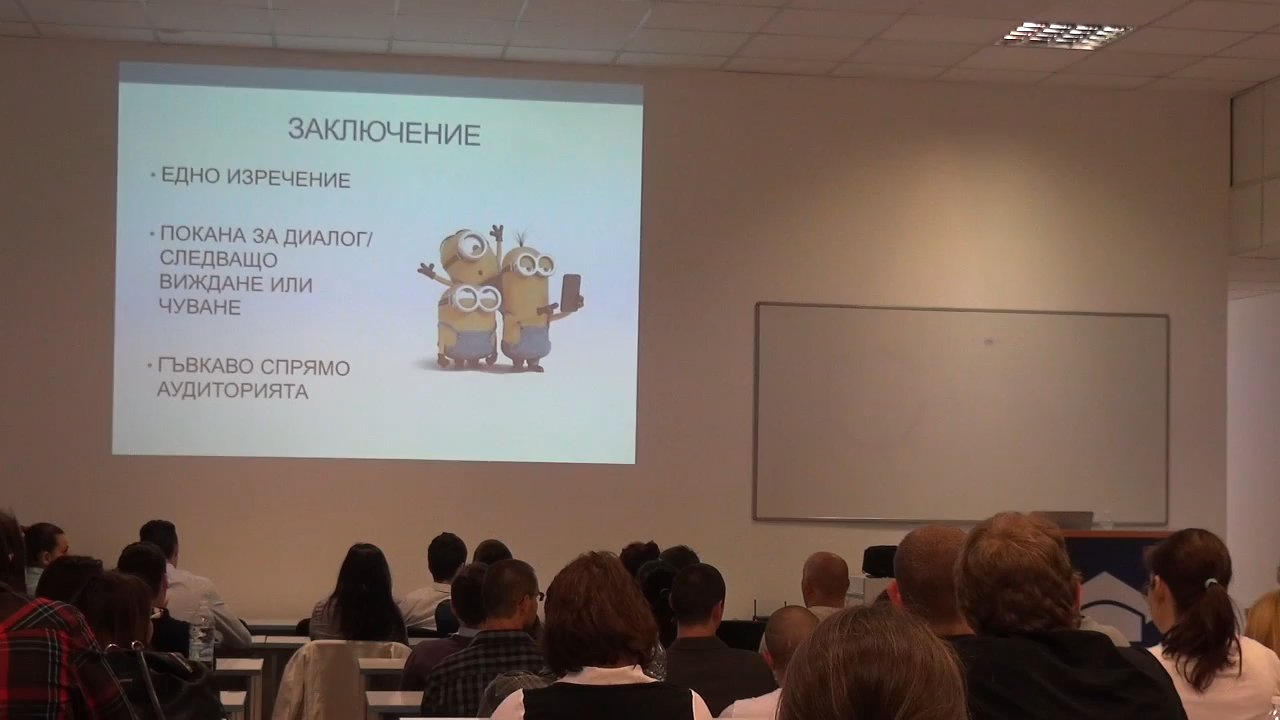 ЗАКЛЮЧЕНИЕ
• ЕДНО ИЗРЕЧЕНИЕ
• ПОКАНА ЗА ДИАЛОГ/
СЛЕДВАЩО
ВИЖДАНЕ ИЛИ
ЧУВАНЕ
• ГЪВКАВО СПРЯМО
АУДИТОРИЯТА